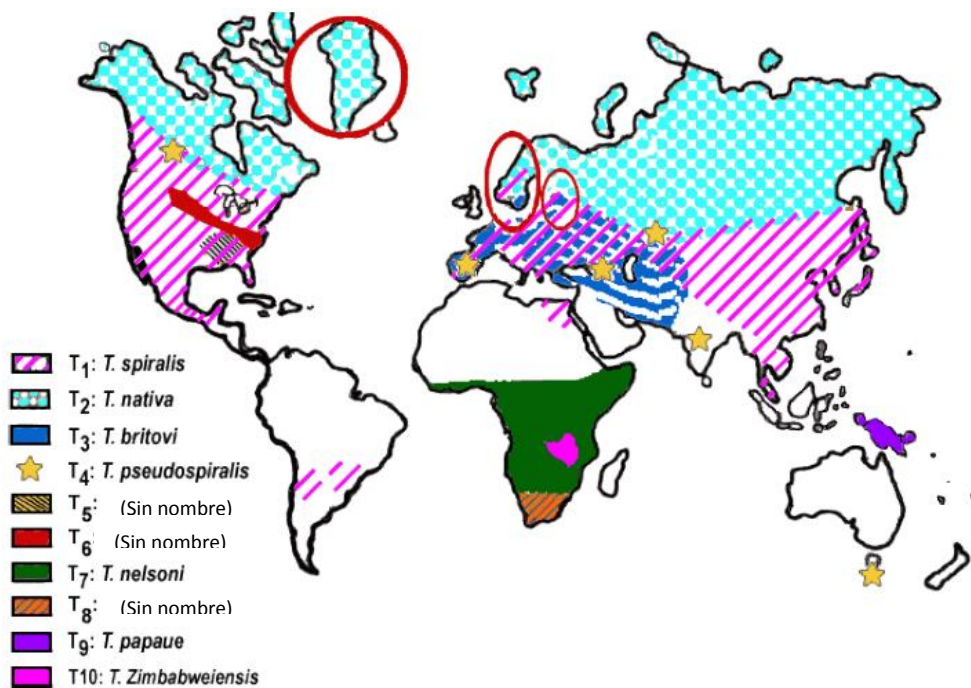 T1: T. spiralis
T2: T. nativa
T3: T. britovi
T4: T. pseudospiralis
T5: (Sin nombre)
T6: (Sin nombre)
T7: T. nelsoni
T8: (Sin nombre)
T9: T. papaue
T10: T. Zimbabweiensis